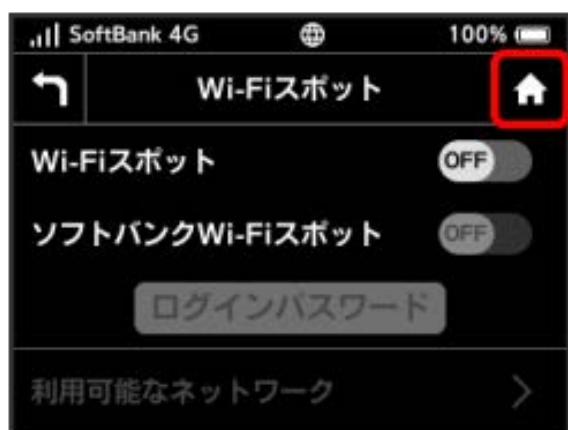 SoftBank 4G 100%
Wi-Fiスポット
Wi-Fiスポット OFF
ソフトバンクWi-Fiスポット OFF
ログインパスワード
利用可能なネットワーク